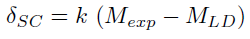 δ_SC = k (M_exp − M_LD)